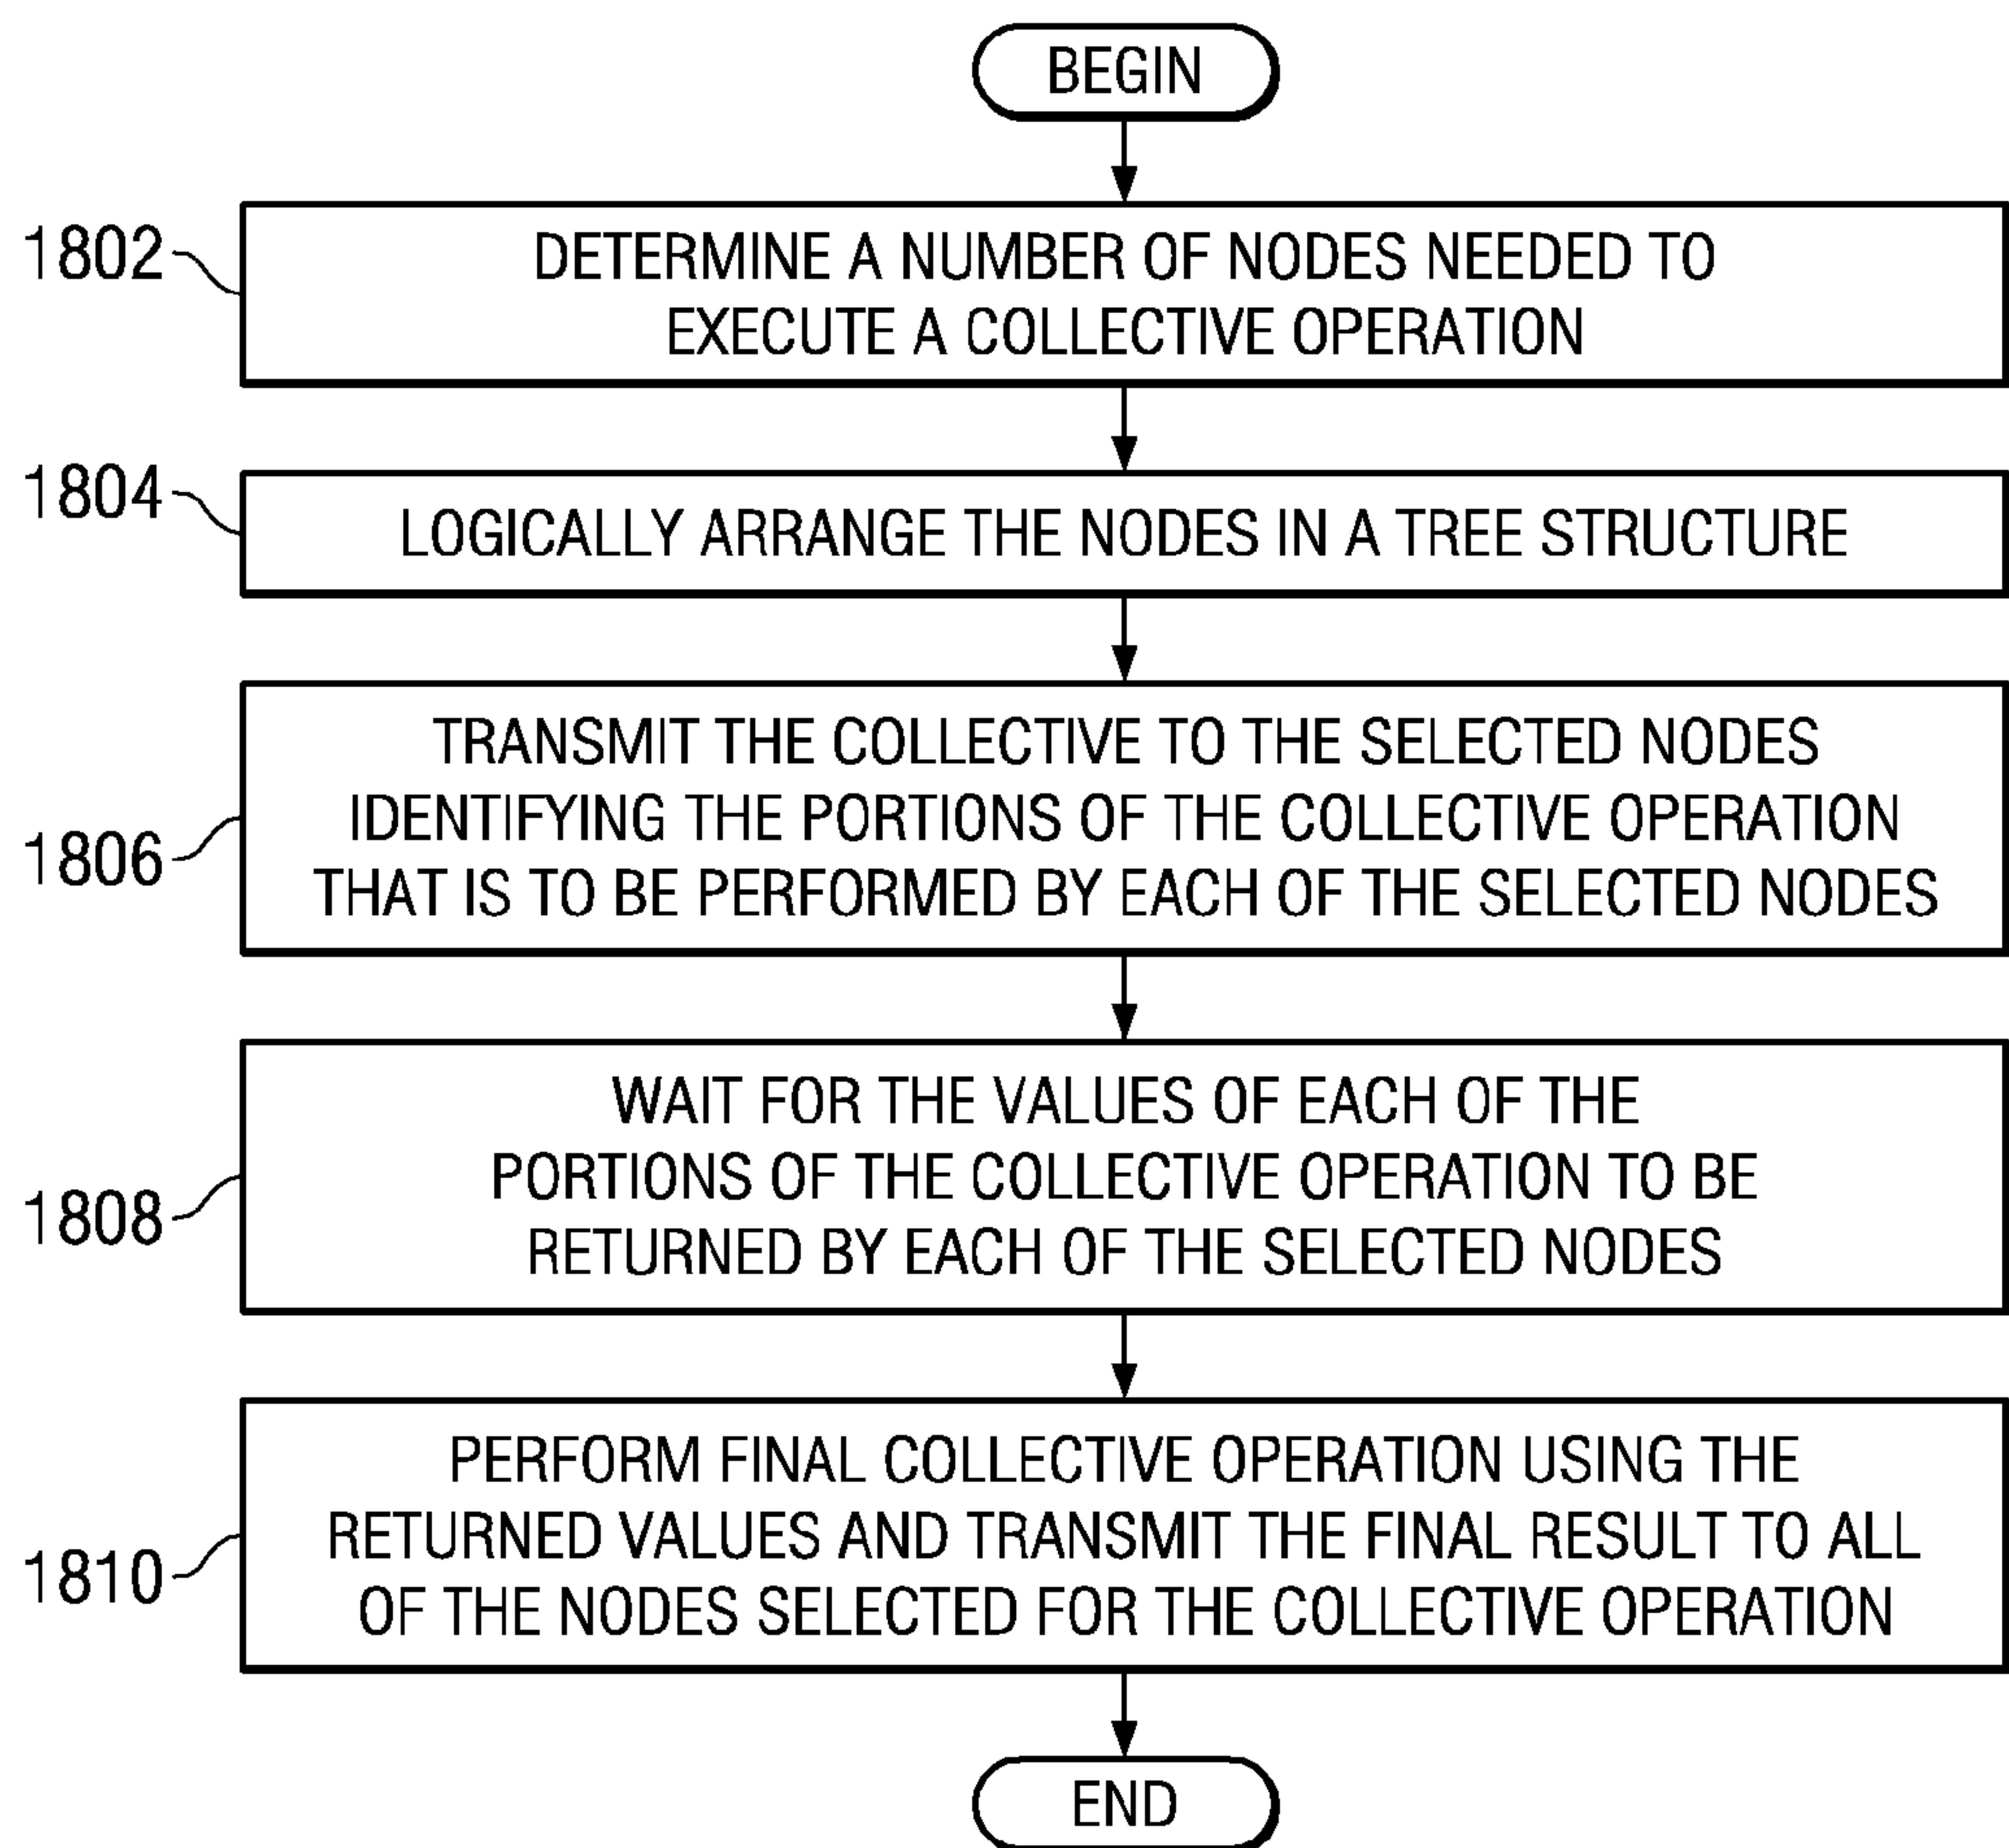 BEGIN
1802
DETERMINE A NUMBER OF NODES NEEDED TO
EXECUTE A COLLECTIVE OPERATION
1804
LOGICALLY ARRANGE THE NODES IN A TREE STRUCTURE
1806
TRANSMIT THE COLLECTIVE TO THE SELECTED NODES
IDENTIFYING THE PORTIONS OF THE COLLECTIVE OPERATION
THAT IS TO BE PERFORMED BY EACH OF THE SELECTED NODES
1808
WAIT FOR THE VALUES OF EACH OF THE
PORTIONS OF THE COLLECTIVE OPERATION TO BE
RETURNED BY EACH OF THE SELECTED NODES
1810
PERFORM FINAL COLLECTIVE OPERATION USING THE
RETURNED VALUES AND TRANSMIT THE FINAL RESULT TO ALL
OF THE NODES SELECTED FOR THE COLLECTIVE OPERATION
END